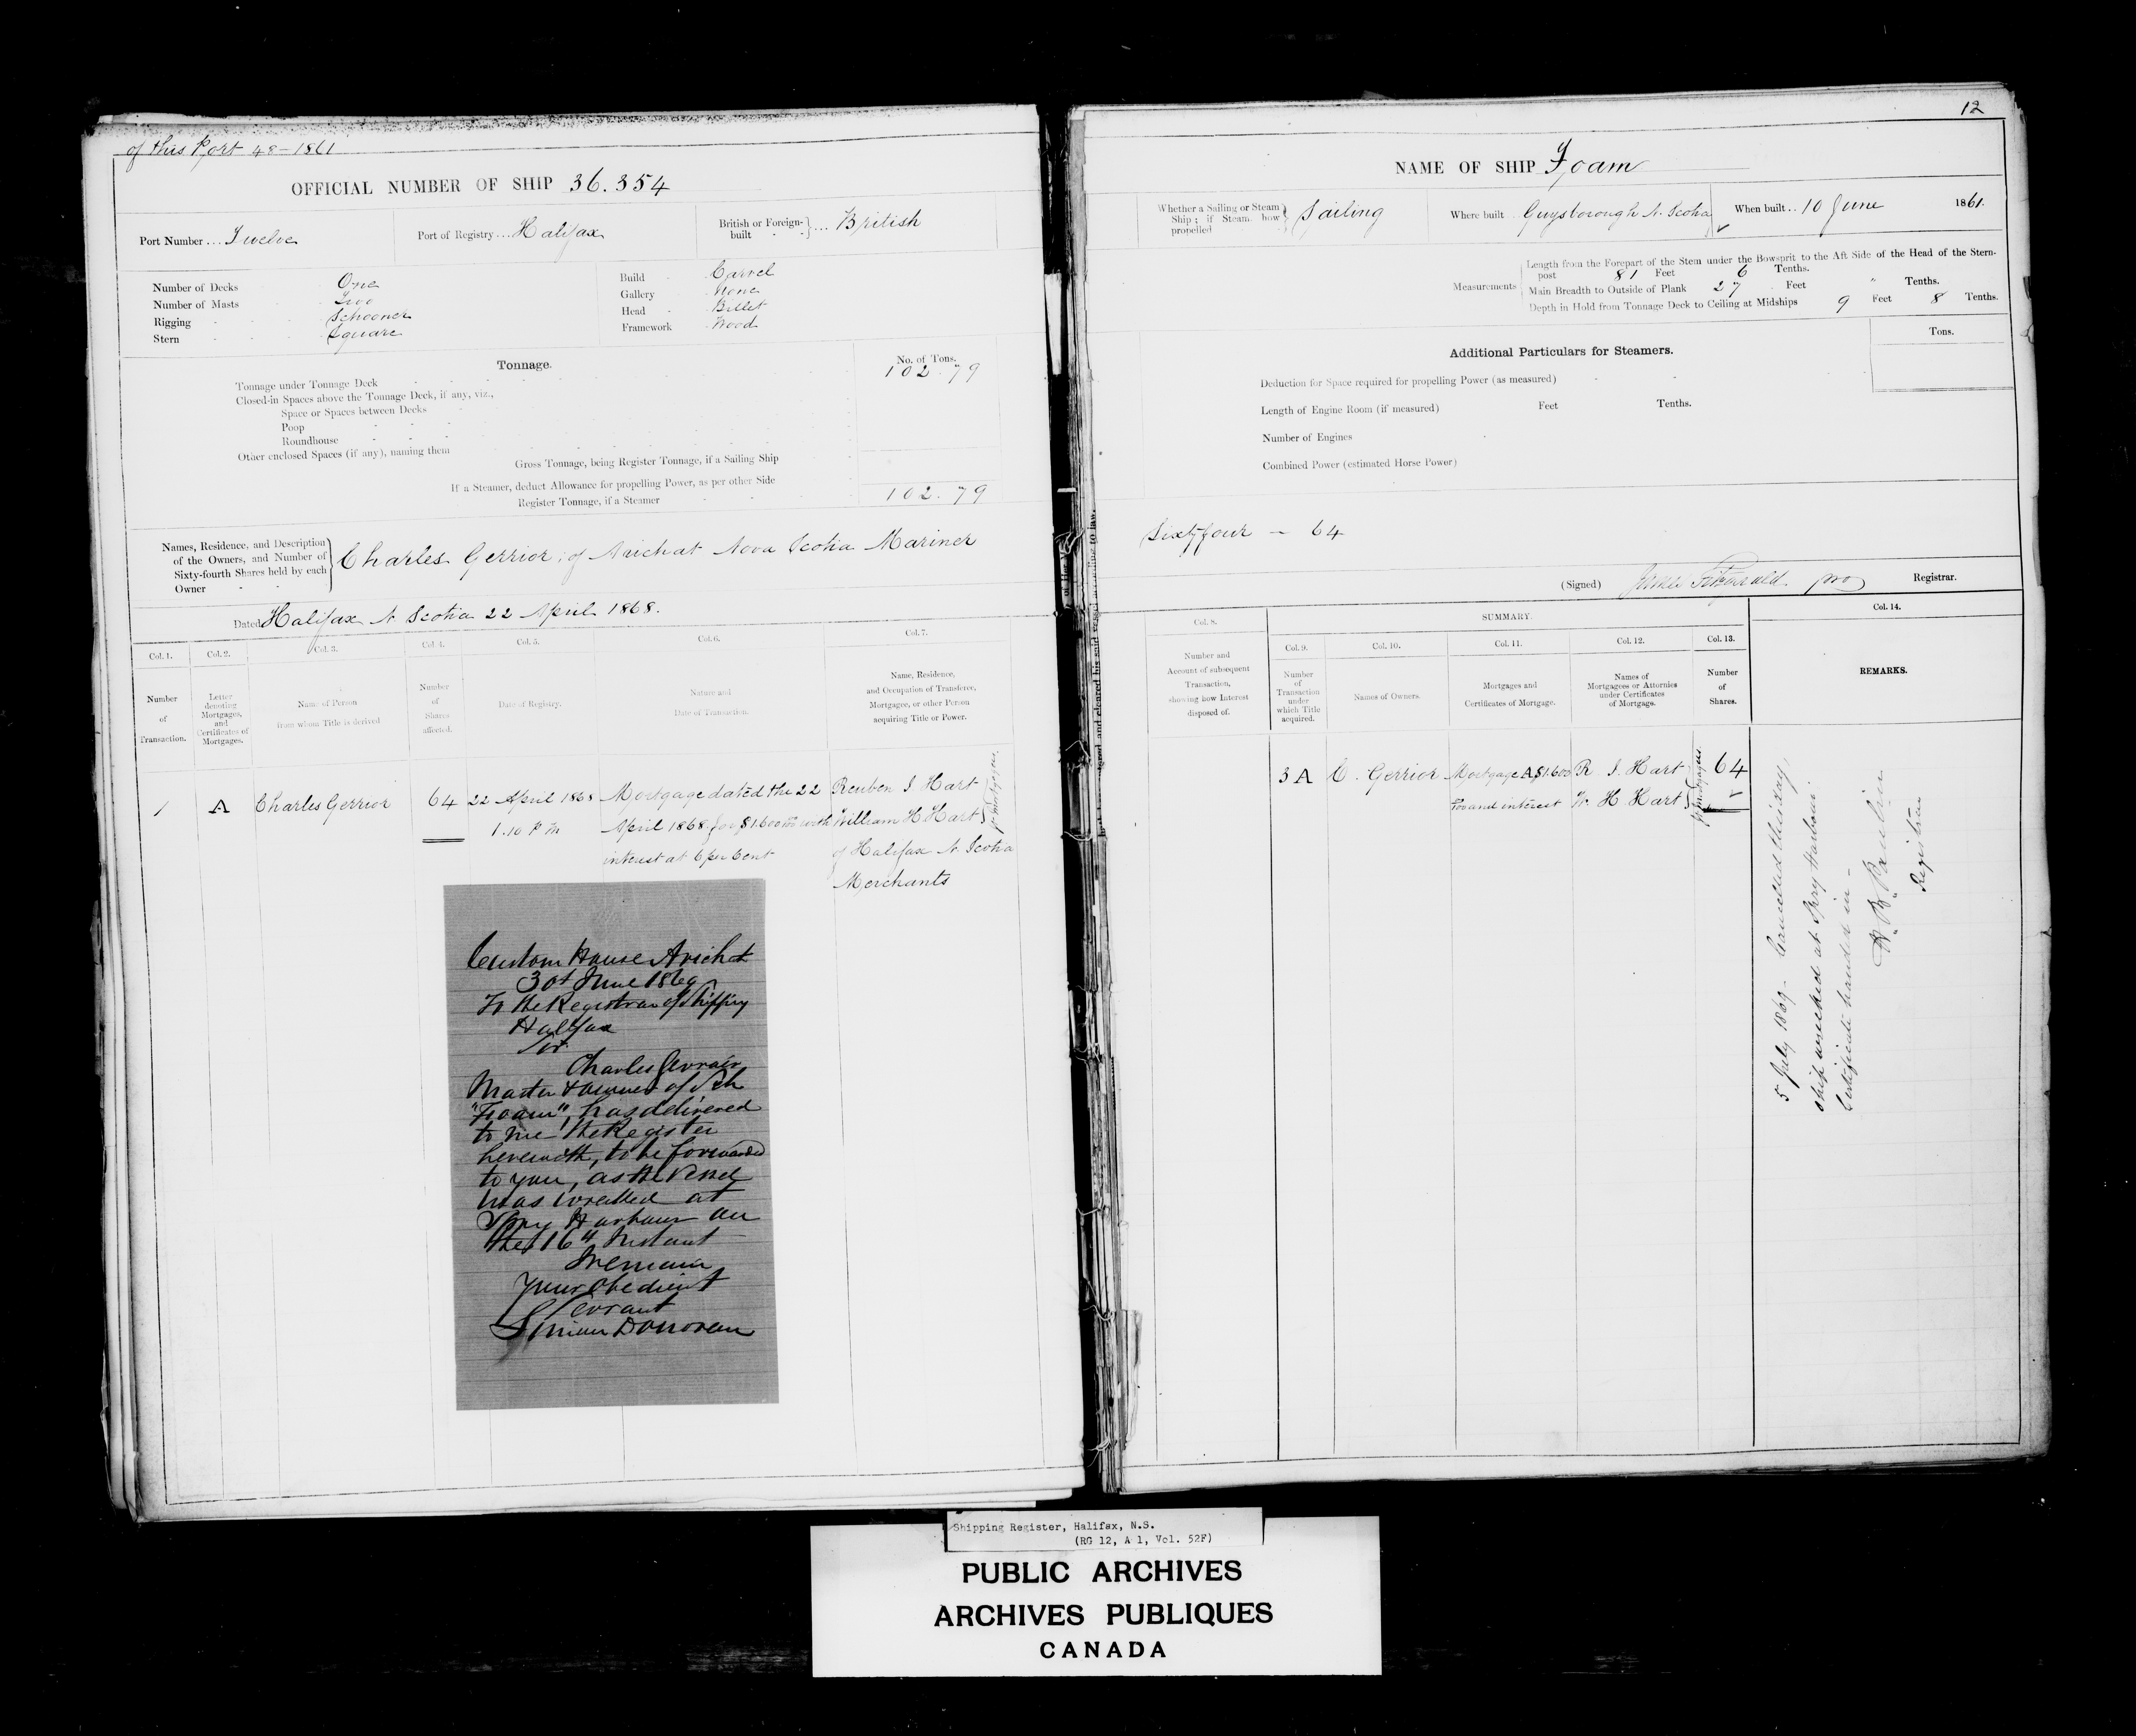 of this Port 48-1861
OFFICIAL NUMBER OF SHIP 36.354
Port Number ... Twelve
Port of Registry ... Halifax
British or Foreign-built ... British
Number of Decks One
Number of Masts Two
Rigging Schooner
Stern Square
Build Carvel
Gallery None
Head Billet
Framework Wood
Tonnage.
No. of Tons.
Tonnage under Tonnage Deck 102.79
Closed-in Spaces above the Tonnage Deck, if any, viz.,
Space or Spaces between Decks
Poop
Roundhouse
Other enclosed Spaces (if any), naming them
Gross Tonnage, being Register Tonnage, if a Sailing Ship
If a Steamer, deduct Allowance for propelling Power, as per other Side
Register Tonnage, if a Steamer 102.79
Names, Residence, and Description
of the Owners, and Number of
Sixty-fourth Shares held by each
Owner
Charles Gerrior, of Arichat Nova Scotia Mariner
Dated Halifax N. Scotia 22 April 1868.
Col. 1.
Number
of
Transaction.
Col. 2.
Letter
denoting
Mortgages,
and
Certificates of
Mortgages.
Col. 3.
Name of Person
from whom Title is derived
Col. 4.
Number
of
Shares
affected.
Col. 5.
Date of Registry.
Col. 6.
Nature and
Date of Transaction.
Col. 7.
Name, Residence,
and Occupation of Transferee,
Mortgagee, or other Person
acquiring Title or Power.
1
A
Charles Gerrior
64
22 April 1868
1.10 P M
Mortgage dated the 22
April 1868 for $1600 with
interest at 6 per Cent
Reuben I Hart
William H Hart
Jt Mortgagees
of Halifax N. Scotia
Merchants
Custom House Arichat
30t June 1869
To the Registrar of Shipping
Halifax
Sir
Charles Gerroir
Master & owner of Sch
"Foam", has delivered
to me the Register
herewith, to be forwarded
to you, as the Vessel
was wrecked at
Spry Harbour on
the 16th Instant
I remain
Your Obedient
Servant
Simon Donovan
12
NAME OF SHIP Foam
Whether a Sailing or Steam
Ship; if Steam how
propelled
Sailing
Where built Guysborough N. Scotia
When built .. 10 June 1861.
Measurements
Length from the Forepart of the Stem under the Bowsprit to the Aft Side of the Head of the Stern-
post 81 Feet 6 Tenths.
Main Breadth to Outside of Plank 27 Feet " Tenths.
Depth in Hold from Tonnage Deck to Ceiling at Midships 9 Feet 8 Tenths.
Additional Particulars for Steamers.
Tons.
Deduction for Space required for propelling Power (as measured)
Length of Engine Room (if measured) Feet Tenths.
Number of Engines
Combined Power (estimated Horse Power)
Sixty four - 64
(Signed) James Fitzgerald pro Registrar.
Col. 8.
Number and
Account of subsequent
Transaction,
showing how Interest
disposed of.
SUMMARY.
Col. 9.
Number
of
Transaction
under
which Title
acquired.
Col. 10.
Names of Owners.
Col. 11.
Mortgages and
Certificates of Mortgage.
Col. 12.
Names of
Mortgagees or Attornies
under Certificates
of Mortgage.
Col. 13.
Number
of
Shares.
Col. 14.
REMARKS.
3 A
C. Gerrior
Mortgage A $1600
and interest
R I. Hart
W. H Hart
Jt Mortgagees
64
5 July 1869 - Cancelled this day,
Ship wrecked at Spry Harbour
Certificate handed in -
Registrar
Shipping Register, Halifax, N.S.
(RG 12, A 1, Vol. 52F)
PUBLIC ARCHIVES
ARCHIVES PUBLIQUES
CANADA